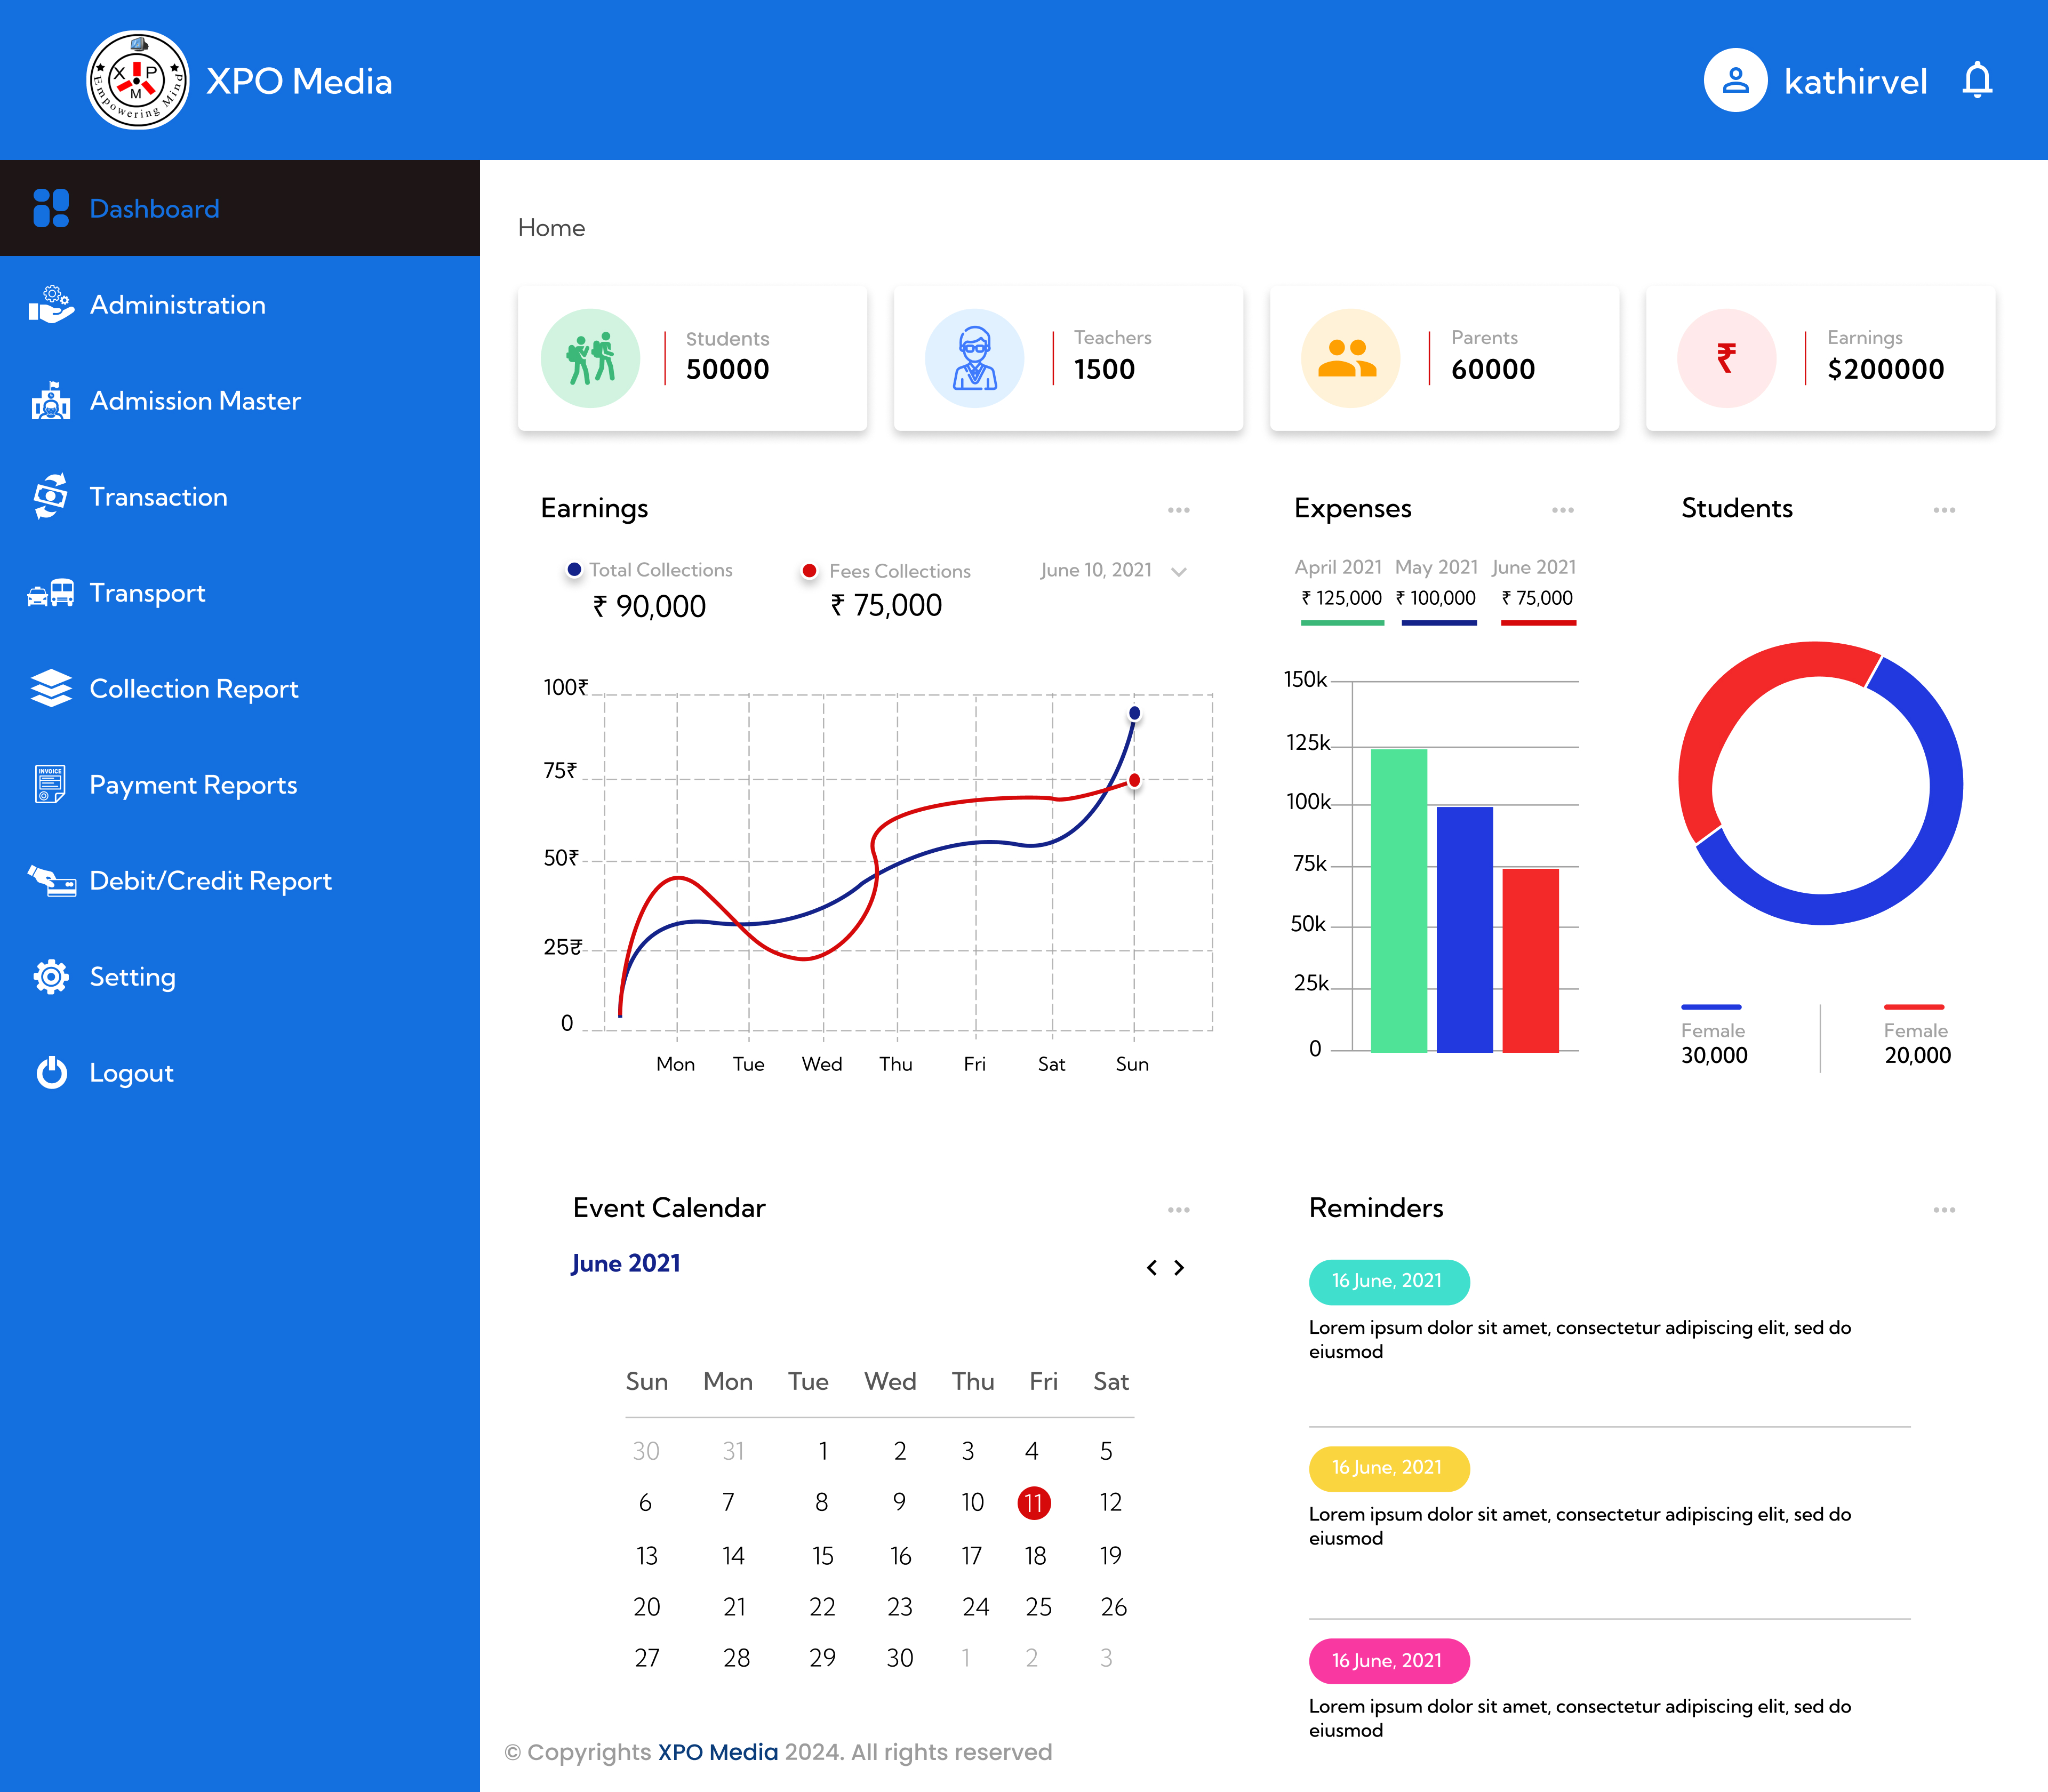 X P
M
Empowering Mind
XPO Media
kathirvel
Dashboard
Administration
Admission Master
Transaction
Transport
Collection Report
INVOICE
Payment Reports
Debit/Credit Report
Setting
Logout
Home
Students
50000
Teachers
1500
Parents
60000
₹
Earnings
$200000
Earnings
Total Collections
₹ 90,000
Fees Collections
₹ 75,000
June 10, 2021
100₹
75₹
50₹
25₹
0
Mon Tue Wed Thu Fri Sat Sun
Expenses
April 2021 May 2021 June 2021
₹ 125,000 ₹ 100,000 ₹ 75,000
150k
125k
100k
75k
50k
25k
0
Students
Female
30,000
Female
20,000
Event Calendar
June 2021
Sun Mon Tue Wed Thu Fri Sat
30 31 1 2 3 4 5
6 7 8 9 10 11 12
13 14 15 16 17 18 19
20 21 22 23 24 25 26
27 28 29 30 1 2 3
Reminders
16 June, 2021
Lorem ipsum dolor sit amet, consectetur adipiscing elit, sed do
eiusmod
16 June, 2021
Lorem ipsum dolor sit amet, consectetur adipiscing elit, sed do
eiusmod
16 June, 2021
Lorem ipsum dolor sit amet, consectetur adipiscing elit, sed do
eiusmod
© Copyrights XPO Media 2024. All rights reserved